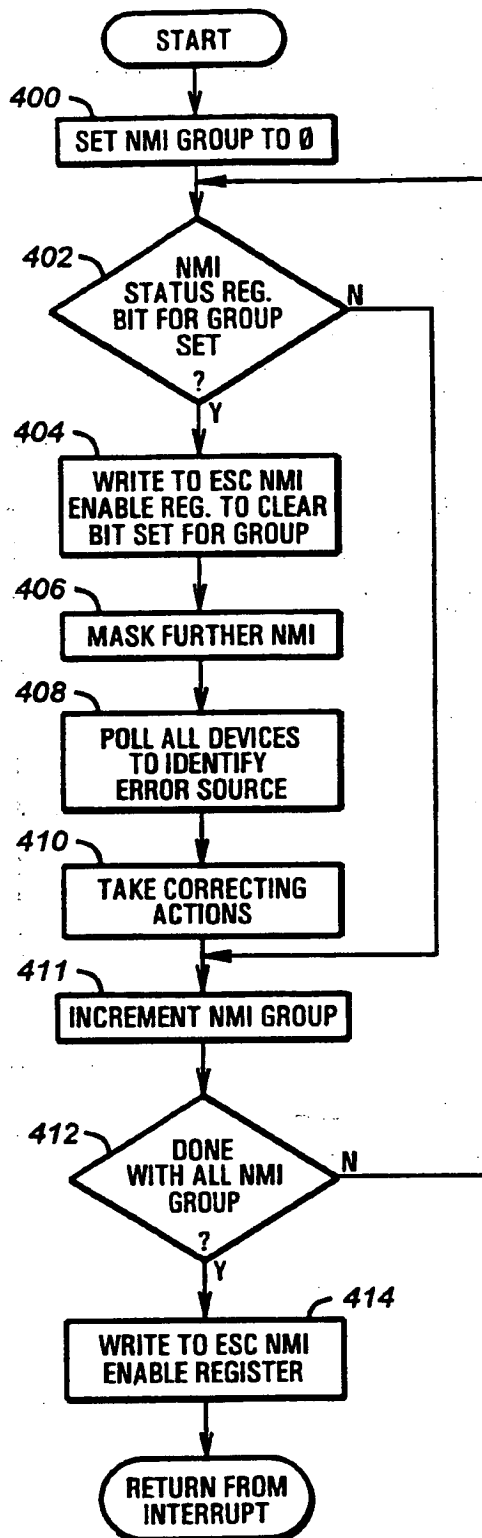 START
400
SET NMI GROUP TO 0
402
NMI
STATUS REG.
BIT FOR GROUP
SET
?
N
Y
404
WRITE TO ESC NMI
ENABLE REG. TO CLEAR
BIT SET FOR GROUP
406
MASK FURTHER NMI
408
POLL ALL DEVICES
TO IDENTIFY
ERROR SOURCE
410
TAKE CORRECTING
ACTIONS
411
INCREMENT NMI GROUP
412
DONE
WITH ALL NMI
GROUP
?
N
Y
414
WRITE TO ESC NMI
ENABLE REGISTER
RETURN FROM
INTERRUPT